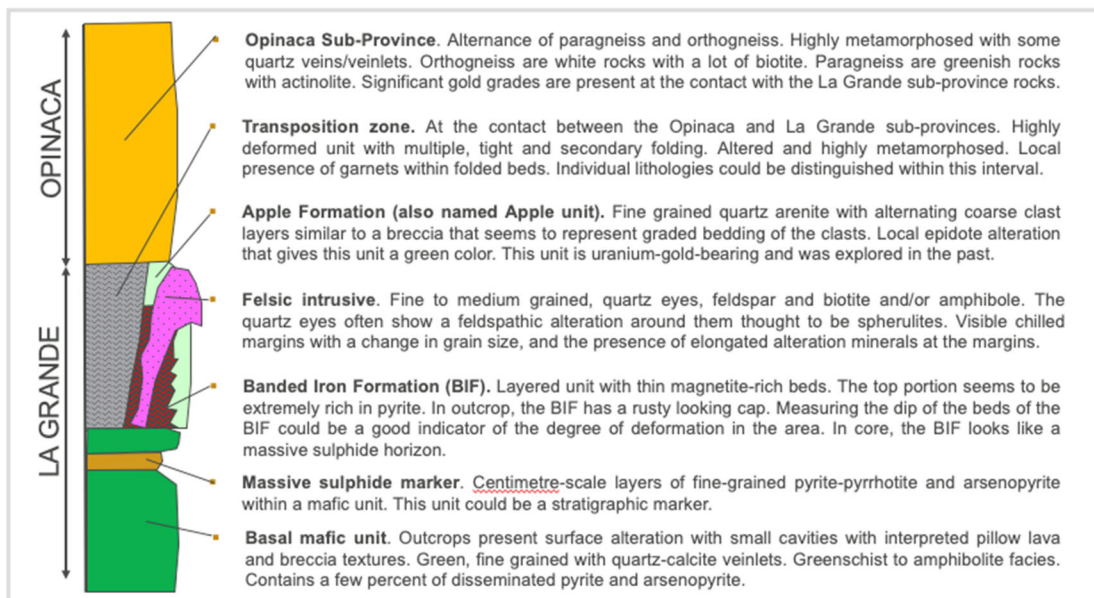 OPINACA
LA GRANDE
Opinaca Sub-Province. Alternance of paragneiss and orthogneiss. Highly metamorphosed with some
quartz veins/veinlets. Orthogneiss are white rocks with a lot of biotite. Paragneiss are greenish rocks
with actinolite. Significant gold grades are present at the contact with the La Grande sub-province rocks.
Transposition zone. At the contact between the Opinaca and La Grande sub-provinces. Highly
deformed unit with multiple, tight and secondary folding. Altered and highly metamorphosed. Local
presence of garnets within folded beds. Individual lithologies could be distinguished within this interval.
Apple Formation (also named Apple unit). Fine grained quartz arenite with alternating coarse clast
layers similar to a breccia that seems to represent graded bedding of the clasts. Local epidote alteration
that gives this unit a green color. This unit is uranium-gold-bearing and was explored in the past.
Felsic intrusive. Fine to medium grained, quartz eyes, feldspar and biotite and/or amphibole. The
quartz eyes often show a feldspathic alteration around them thought to be spherulites. Visible chilled
margins with a change in grain size, and the presence of elongated alteration minerals at the margins.
Banded Iron Formation (BIF). Layered unit with thin magnetite-rich beds. The top portion seems to be
extremely rich in pyrite. In outcrop, the BIF has a rusty looking cap. Measuring the dip of the beds of the
BIF could be a good indicator of the degree of deformation in the area. In core, the BIF looks like a
massive sulphide horizon.
Massive sulphide marker. Centimetre-scale layers of fine-grained pyrite-pyrrhotite and arsenopyrite
within a mafic unit. This unit could be a stratigraphic marker.
Basal mafic unit. Outcrops present surface alteration with small cavities with interpreted pillow lava
and breccia textures. Green, fine grained with quartz-calcite veinlets. Greenschist to amphibolite facies.
Contains a few percent of disseminated pyrite and arsenopyrite.